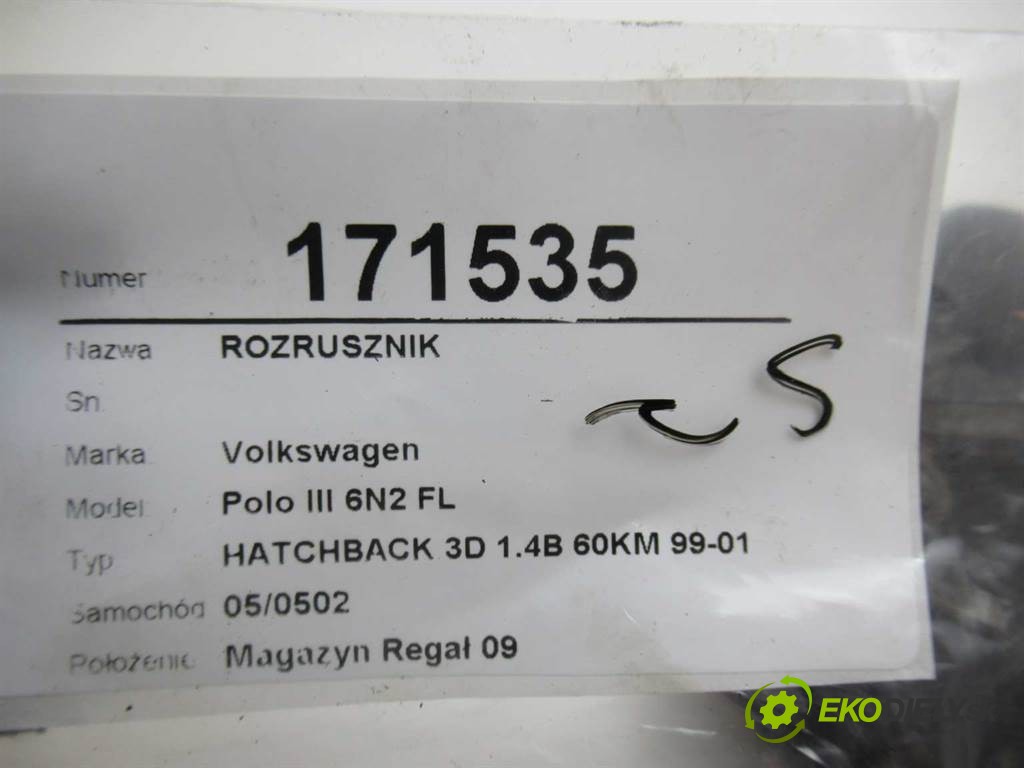 Numer 171535
Nazwa ROZRUSZNIK
Sn.
Marka Volkswagen
Model Polo III 6N2 FL
Typ HATCHBACK 3D 1.4B 60KM 99-01
Samochód 05/0502
Położenie Magazyn Regał 09
EKO